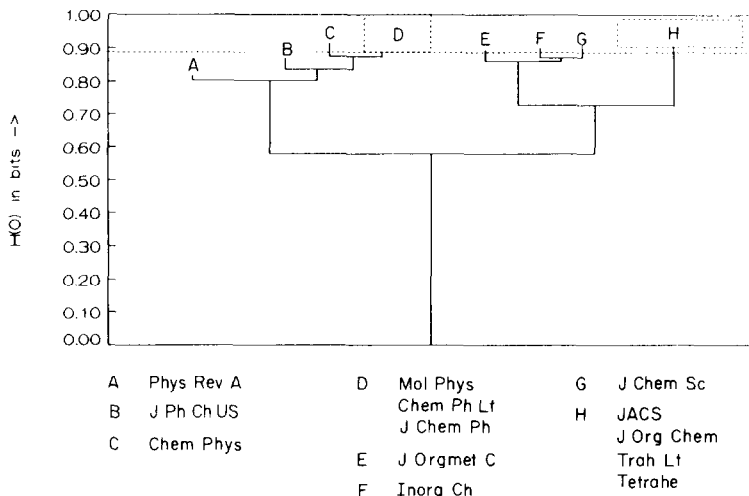 H(0) in bits ->
1.00
0.90
0.80
0.70
0.60
0.50
0.40
0.30
0.20
0.10
0.00
A
B
C
D
E
F
G
H
A Phys Rev A
B J Ph Ch US
C Chem Phys
D Mol Phys
Chem Ph Lt
J Chem Ph
E J Orgmet C
F Inorg Ch
G J Chem Sc
H JACS
J Org Chem
Trah Lt
Tetrahe